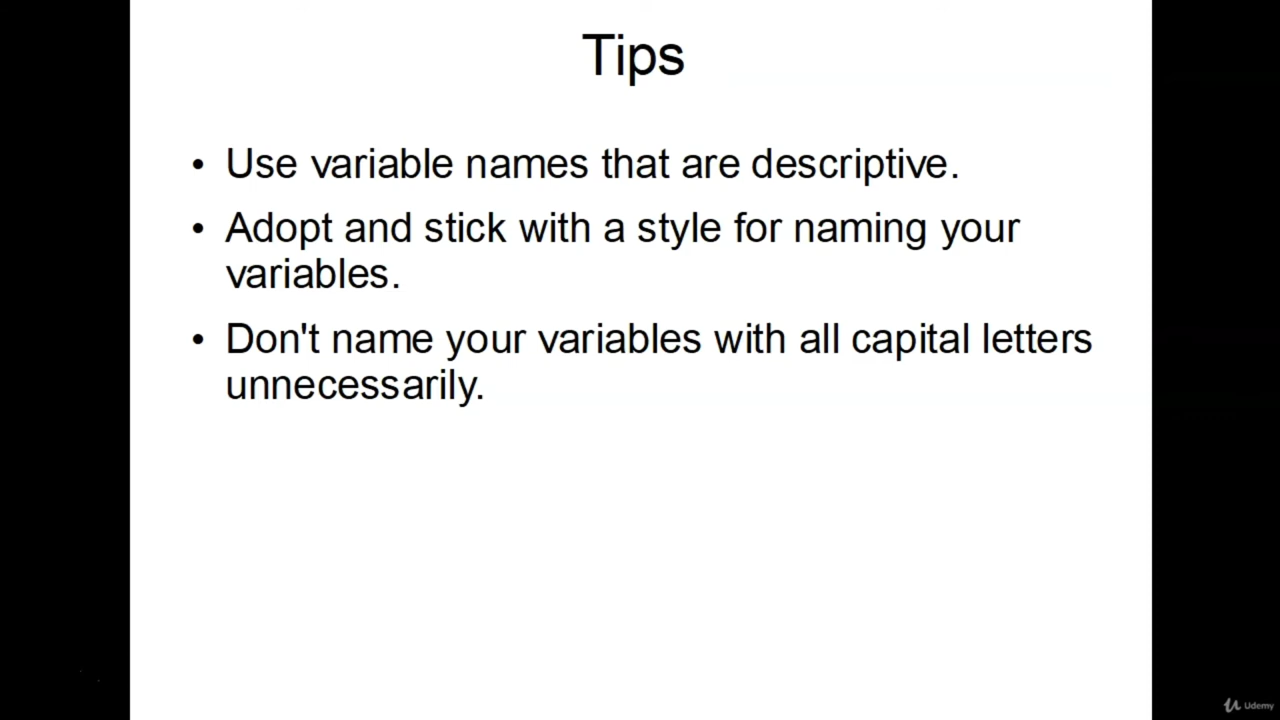 Tips
• Use variable names that are descriptive.
• Adopt and stick with a style for naming your
variables.
• Don't name your variables with all capital letters
unnecessarily.
Udemy